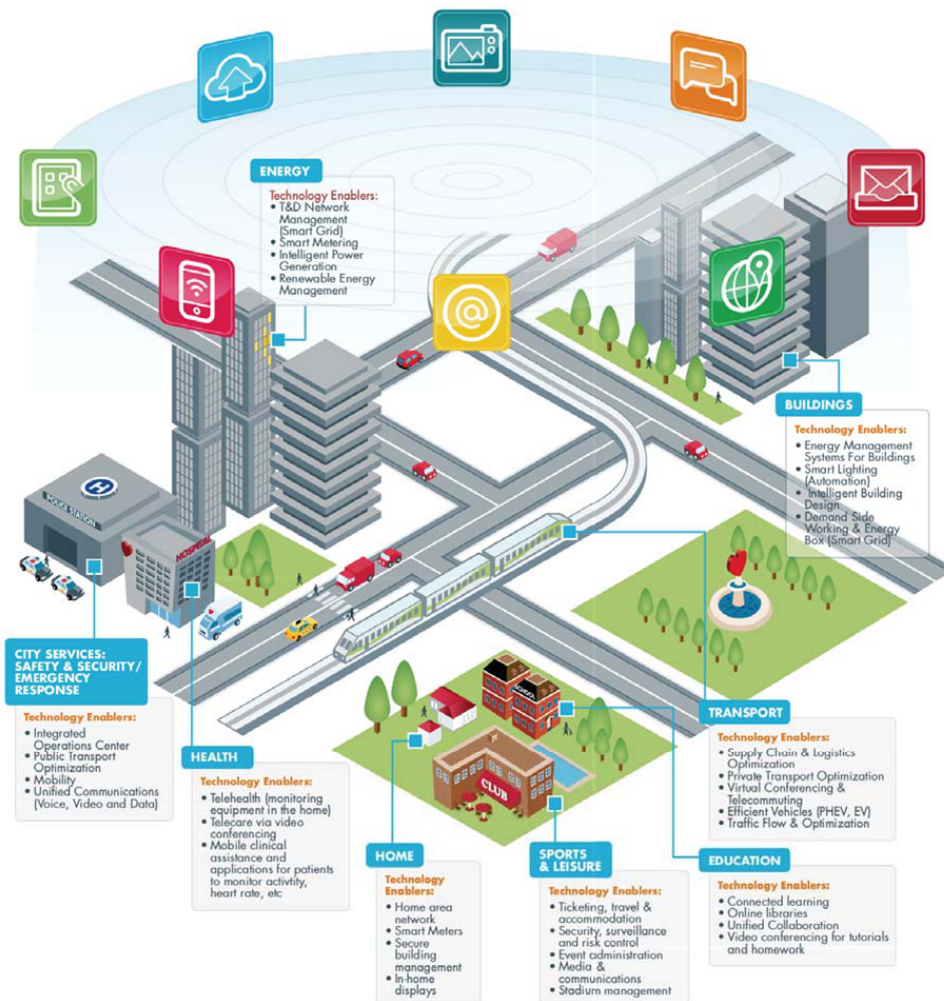 ENERGY
Technology Enablers:
• T&D Network
Management
(Smart Grid)
• Smart Metering
• Intelligent Power
Generation
• Renewable Energy
Management
@
BUILDINGS
Technology Enablers:
• Energy Management
Systems For Buildings
• Smart Lighting
(Automation)
• Intelligent Building
Design
• Demand Side
Working & Energy
Box (Smart Grid)
H
POLICE STATION
HOSPITAL
CITY SERVICES:
SAFETY & SECURITY/
EMERGENCY
RESPONSE
Technology Enablers:
• Integrated
Operations Center
• Public Transport
Optimization
• Mobility
• Unified Communications
(Voice, Video and Data)
HEALTH
Technology Enablers:
• Telehealth (monitoring
equipment in the home)
• Telecare via video
conferencing
• Mobile clinical
assistance and
applications for patients
to monitor activtity,
heart rate, etc
SCHOOL
CLUB
HOME
Technology
Enablers:
• Home area
network
• Smart Meters
• Secure
building
management
• In-home
displays
SPORTS
& LEISURE
Technology Enablers:
• Ticketing, travel &
accommodation
• Security, surveillance
and risk control
• Event administration
• Media &
communications
• Stadium management
TRANSPORT
Technology Enablers:
• Supply Chain & Logistics
Optimization
• Private Transport Optimization
• Virtual Conferencing &
Telecommuting
• Efficient Vehicles (PHEV, EV)
• Traffic Flow & Optimization
EDUCATION
Technology Enablers:
• Connected learning
• Online libraries
• Unified Collaboration
• Video conferencing for tutorials
and homework